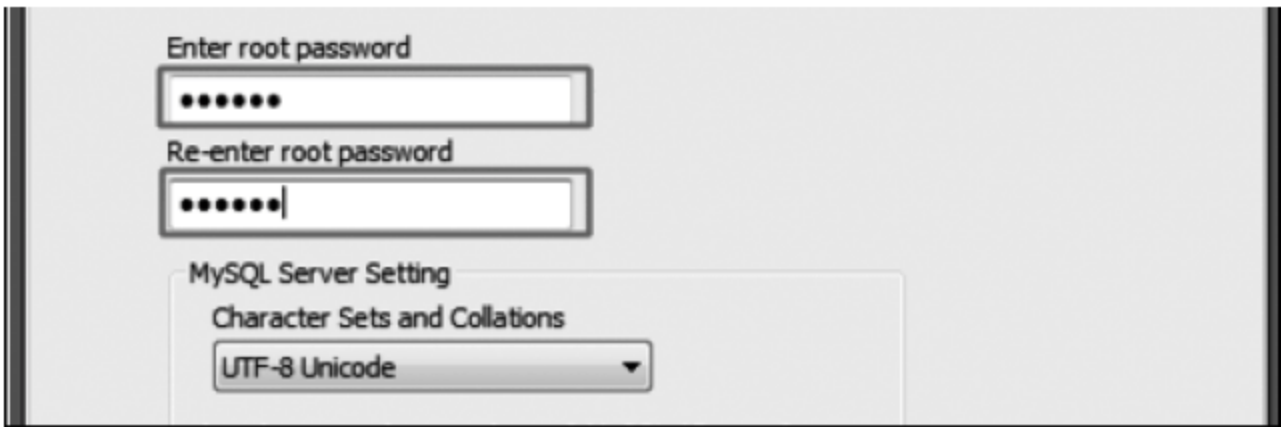 Enter root password
••••••
Re-enter root password
••••••
MySQL Server Setting
Character Sets and Collations
UTF-8 Unicode